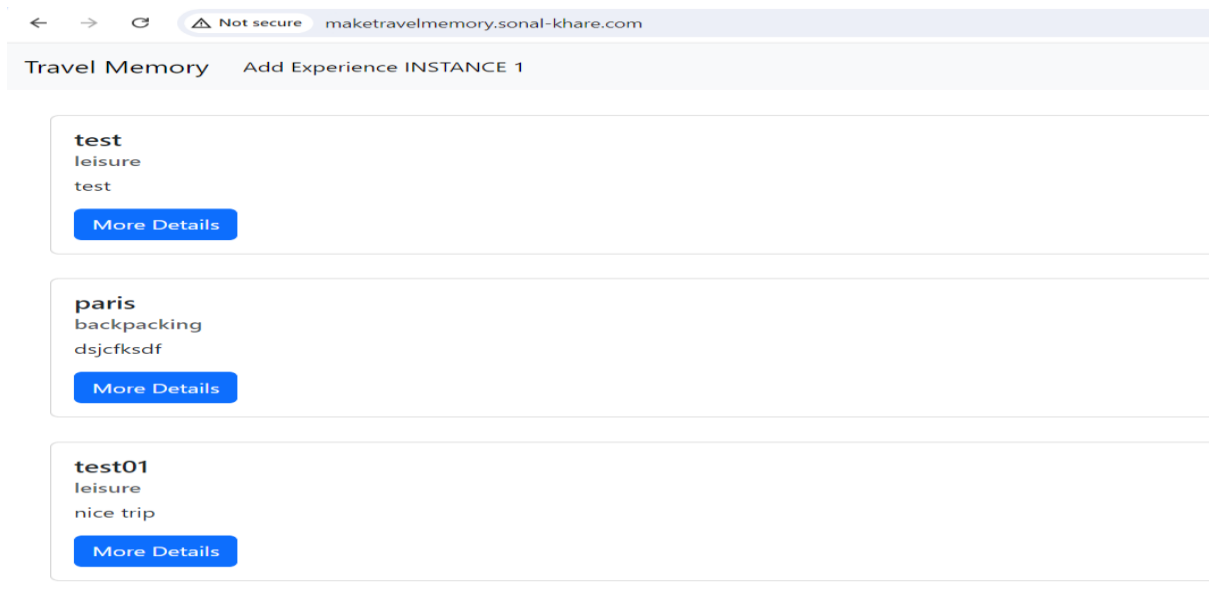 Not secure maketravelmemory.sonal-khare.com
Travel Memory Add Experience INSTANCE 1
test
leisure
test
More Details
paris
backpacking
dsjcfksdf
More Details
test01
leisure
nice trip
More Details